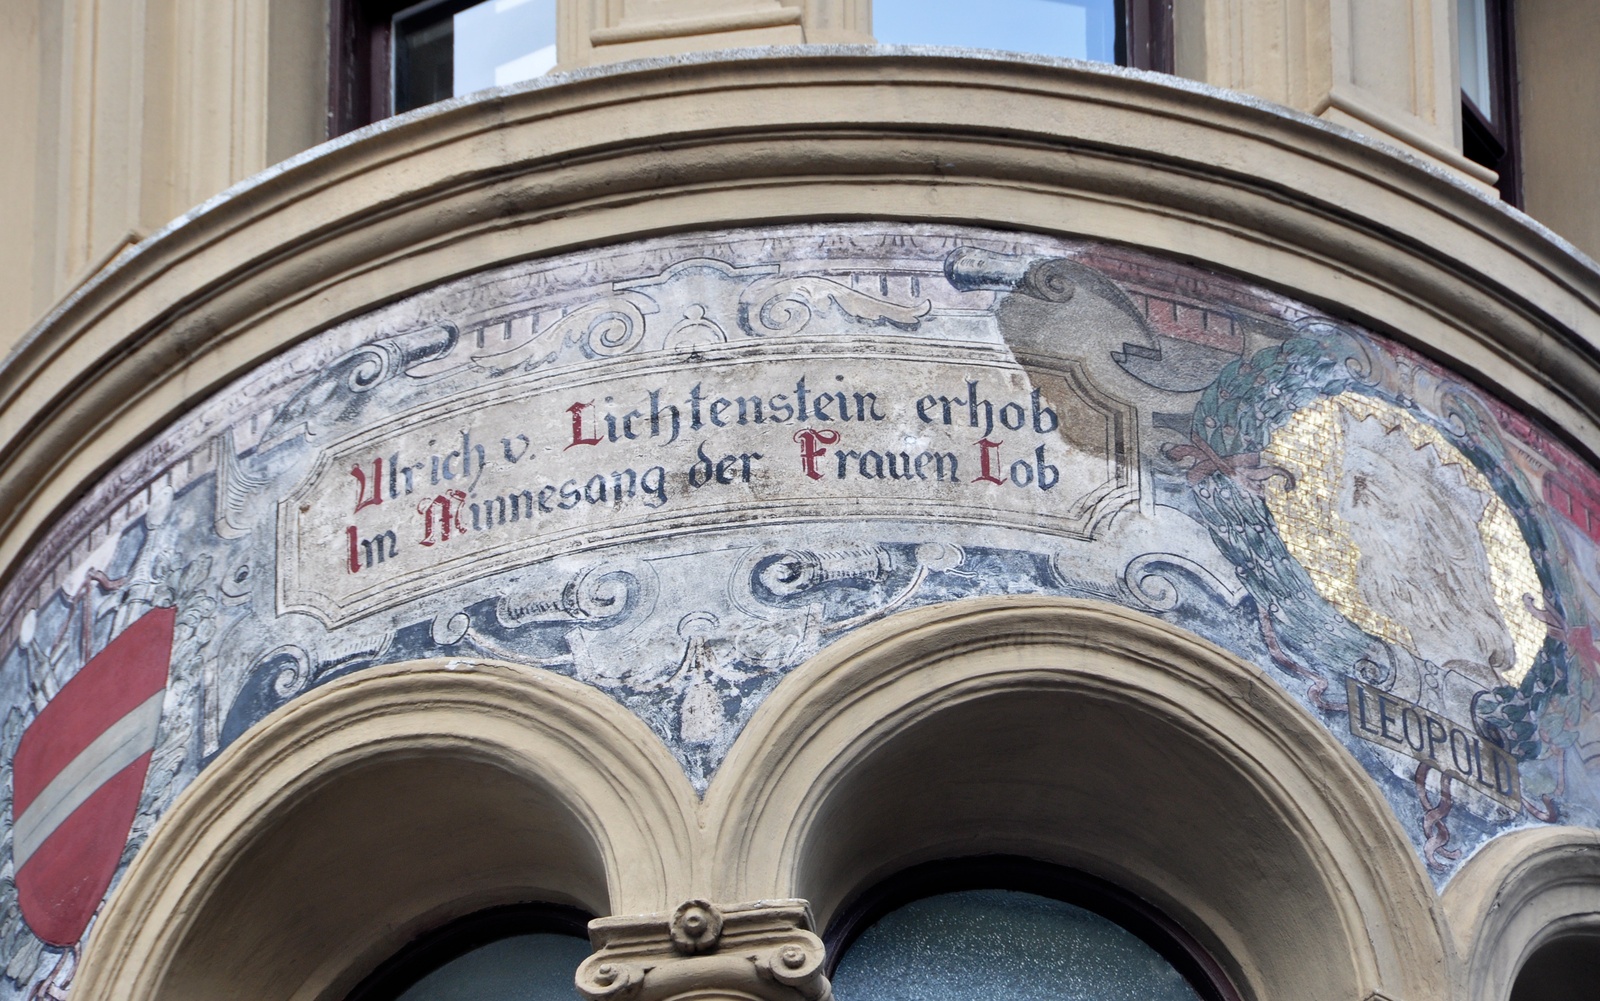 Ulrich v. Lichtenstein erhob
Im Minnesang der Frauen Lob
LEOPOLD